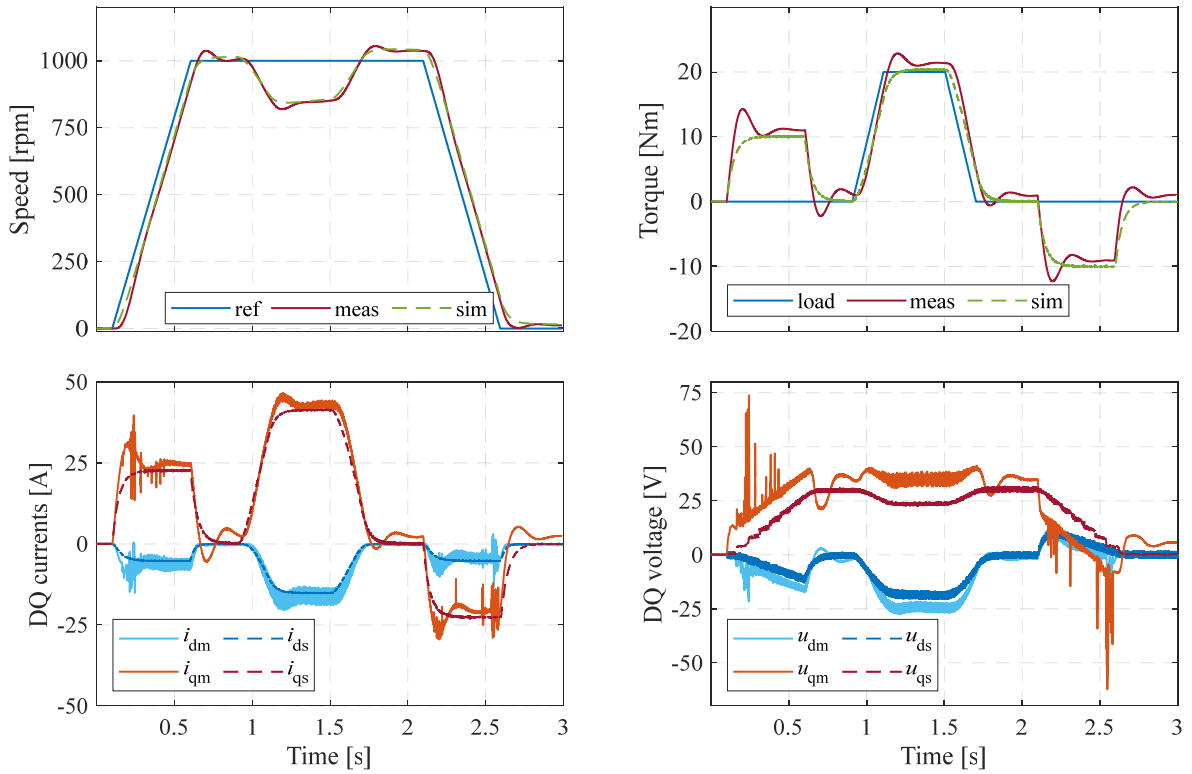 Speed [rpm]
1000
750
500
250
0
ref meas sim
Torque [Nm]
20
10
0
-10
-20
load meas sim
DQ currents [A]
50
25
0
-25
-50
i_dm i_ds
i_qm i_qs
0.5 1 1.5 2 2.5 3
Time [s]
DQ voltage [V]
75
50
25
0
-25
-50
u_dm u_ds
u_qm u_qs
0.5 1 1.5 2 2.5 3
Time [s]